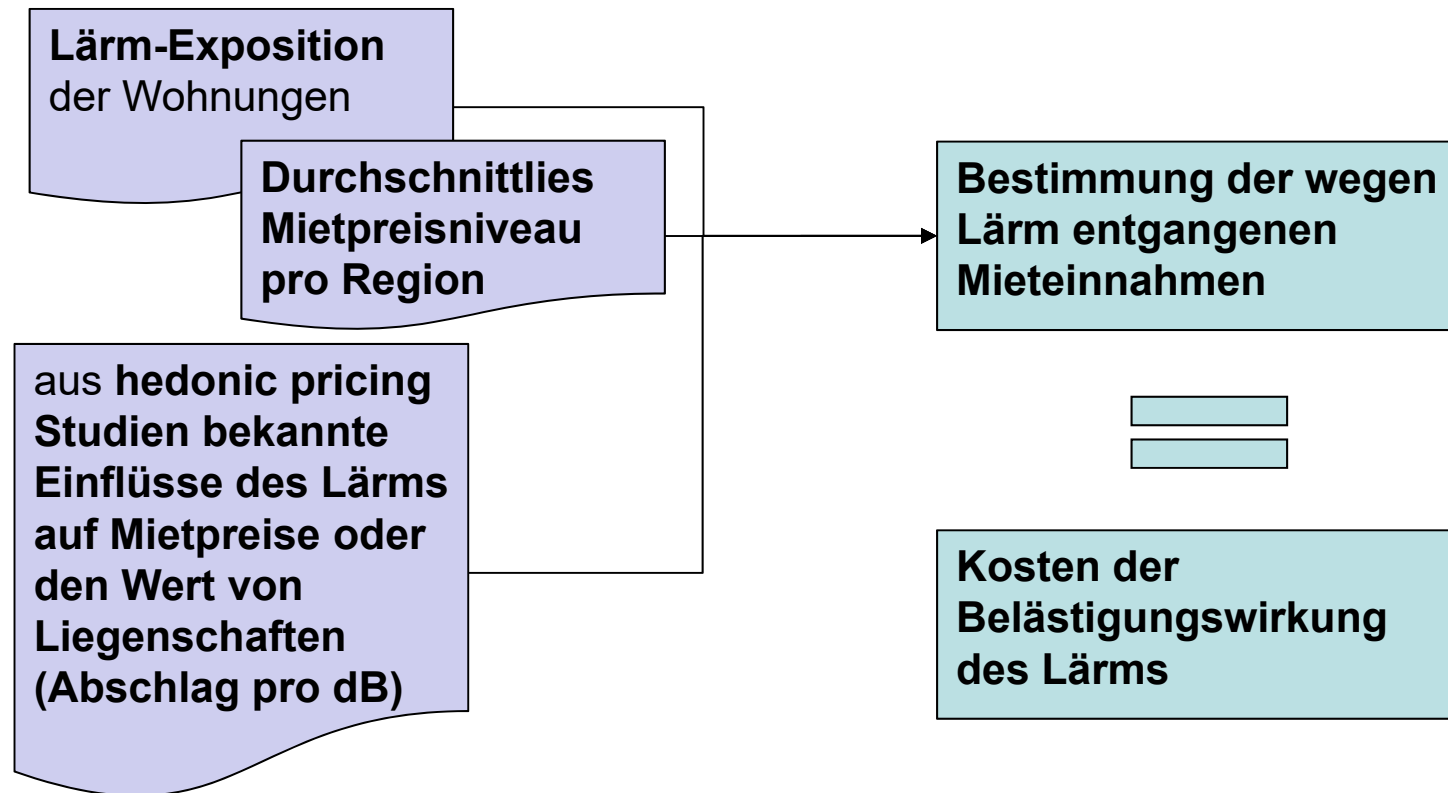 Lärm-Exposition
der Wohnungen
Durchschnittlies
Mietpreisniveau
pro Region
aus hedonic pricing
Studien bekannte
Einflüsse des Lärms
auf Mietpreise oder
den Wert von
Liegenschaften
(Abschlag pro dB)
Bestimmung der wegen
Lärm entgangenen
Mieteinnahmen
Kosten der
Belästigungswirkung
des Lärms